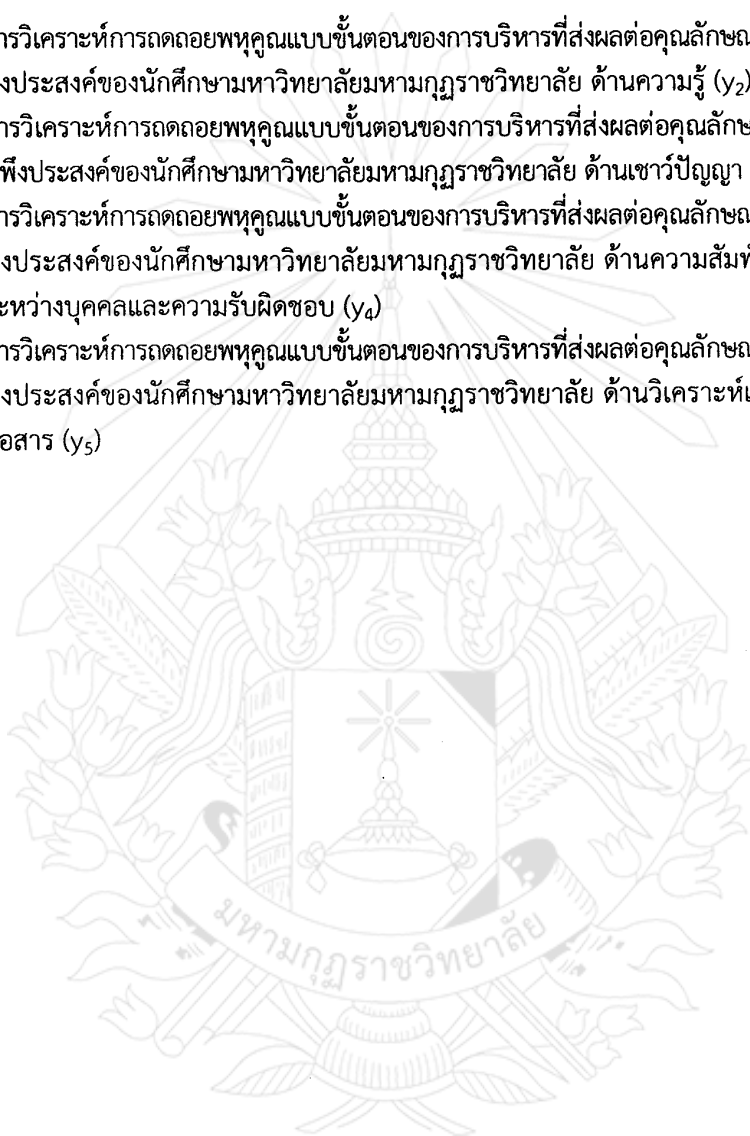 ารวิเคราะห์การถดถอยพหุคูณแบบขั้นตอนของการบริหารที่ส่งผลต่อคุณลักษณ
งประสงค์ของนักศึกษามหาวิทยาลัยมหามกุฏราชวิทยาลัย ด้านความรู้ (y₂)
ารวิเคราะห์การถดถอยพหุคูณแบบขั้นตอนของการบริหารที่ส่งผลต่อคุณลักษ
พึงประสงค์ของนักศึกษามหาวิทยาลัยมหามกุฏราชวิทยาลัย ด้านเชาว์ปัญญา
ารวิเคราะห์การถดถอยพหุคูณแบบขั้นตอนของการบริหารที่ส่งผลต่อคุณลักษณ
งประสงค์ของนักศึกษามหาวิทยาลัยมหามกุฏราชวิทยาลัย ด้านความสัมพั
ะหว่างบุคคลและความรับผิดชอบ (y₄)
ารวิเคราะห์การถดถอยพหุคูณแบบขั้นตอนของการบริหารที่ส่งผลต่อคุณลักษณ
งประสงค์ของนักศึกษามหาวิทยาลัยมหามกุฏราชวิทยาลัย ด้านวิเคราะห์เ
อสาร (y₅)
มหามกุฏราชวิทยาลัย